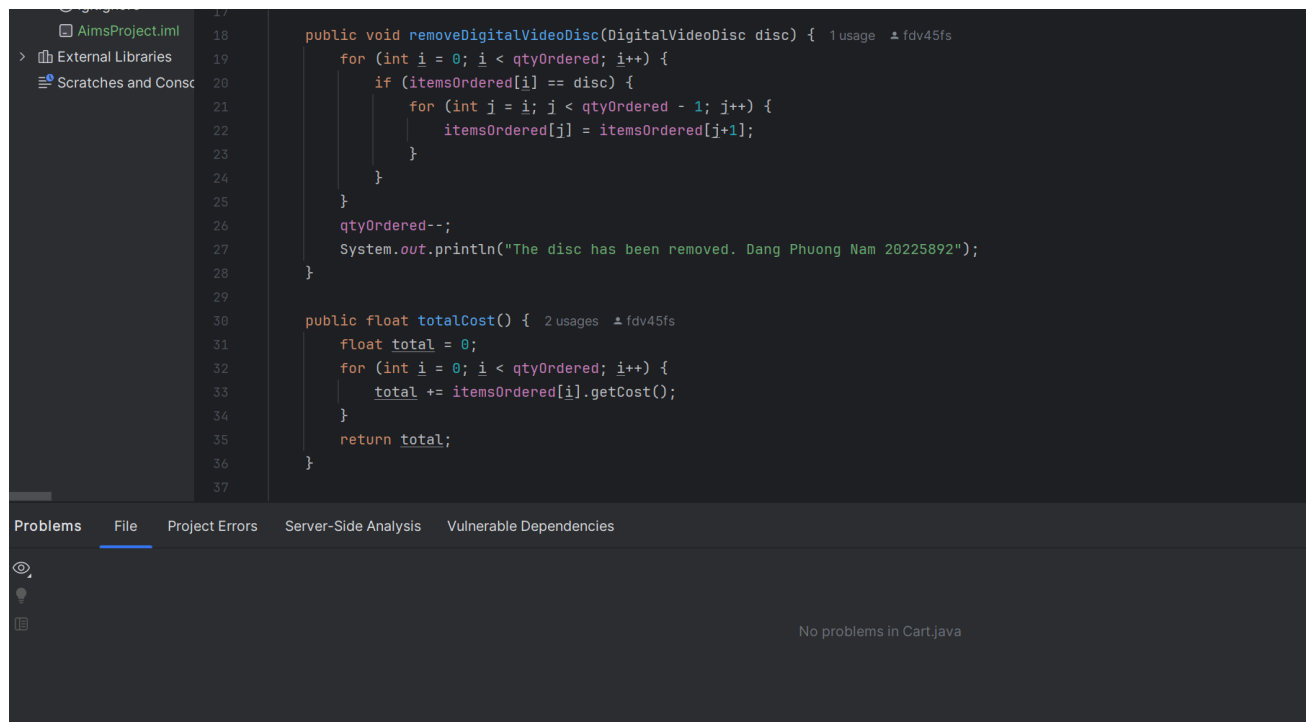 17
AimsProject.iml
External Libraries
Scratches and Conso
18 public void removeDigitalVideoDisc(DigitalVideoDisc disc) { 1 usage fdv45fs
19 for (int i = 0; i < qtyOrdered; i++) {
20 if (itemsOrdered[i] == disc) {
21 for (int j = i; j < qtyOrdered - 1; j++) {
22 itemsOrdered[j] = itemsOrdered[j+1];
23 }
24 }
25 }
26 qtyOrdered--;
27 System.out.println("The disc has been removed. Dang Phuong Nam 20225892");
28 }
29
30 public float totalCost() { 2 usages fdv45fs
31 float total = 0;
32 for (int i = 0; i < qtyOrdered; i++) {
33 total += itemsOrdered[i].getCost();
34 }
35 return total;
36 }
37
Problems File Project Errors Server-Side Analysis Vulnerable Dependencies
No problems in Cart.java